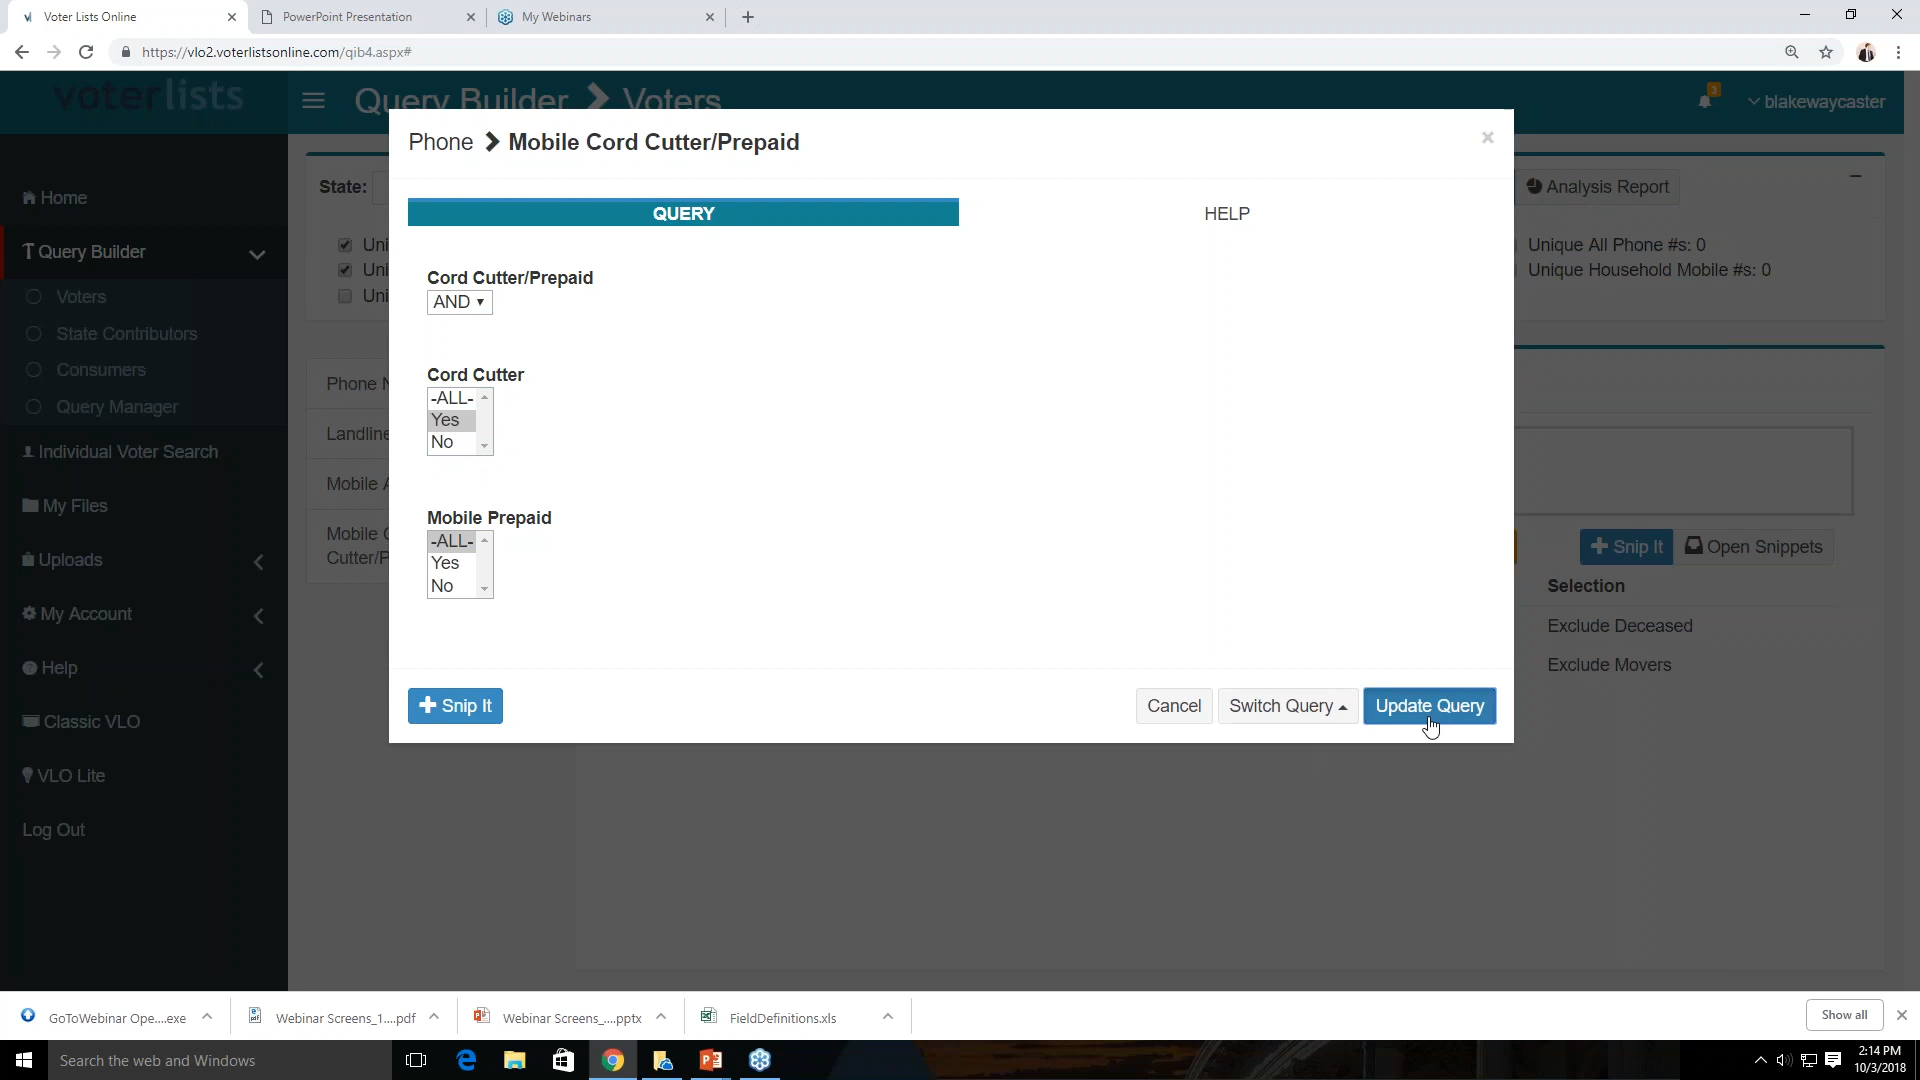 Voter Lists Online
PowerPoint Presentation
My Webinars
https://vlo2.voterlistsonline.com/qib4.aspx#
voterlists
Query Builder Voters
3
blakewaycaster
Home
Query Builder
Voters
State Contributors
Consumers
Query Manager
Individual Voter Search
My Files
Uploads
My Account
Help
Classic VLO
VLO Lite
Log Out
State:
Uni
Uni
Uni
Analysis Report
Unique All Phone #s: 0
Unique Household Mobile #s: 0
Phone N
Landline
Mobile A
Mobile C
Cutter/P
Phone Mobile Cord Cutter/Prepaid
×
QUERY
HELP
Cord Cutter/Prepaid
AND
Cord Cutter
-ALL-
Yes
No
Mobile Prepaid
-ALL-
Yes
No
Snip It
Cancel
Switch Query
Update Query
Snip It
Open Snippets
Selection
Exclude Deceased
Exclude Movers
GoToWebinar Ope....exe
Webinar Screens_1....pdf
Webinar Screens_....pptx
FieldDefinitions.xls
Show all
Search the web and Windows
2:14 PM
10/3/2018